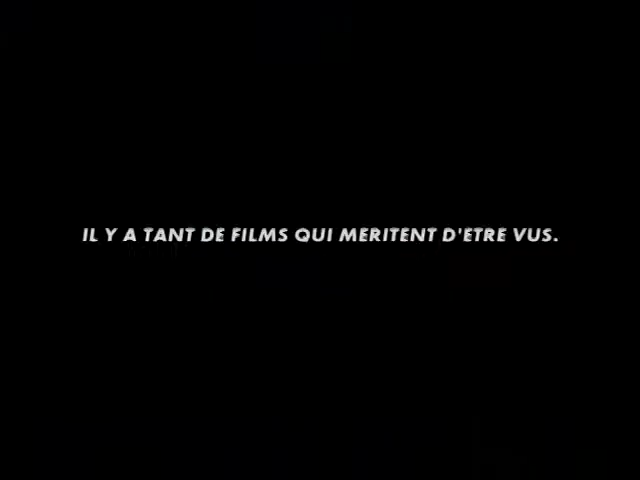 IL Y A TANT DE FILMS QUI MERITENT D'ETRE VUS.